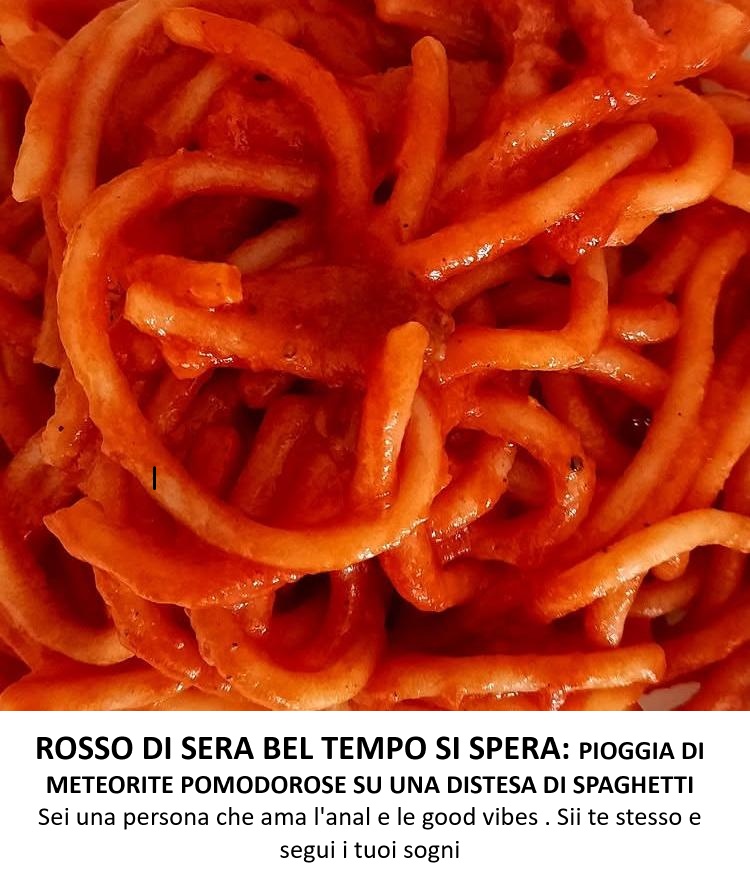 ROSSO DI SERA BEL TEMPO SI SPERA: PIOGGIA DI
METEORITE POMODOROSE SU UNA DISTESA DI SPAGHETTI
Sei una persona che ama l'anal e le good vibes . Sii te stesso e
segui i tuoi sogni